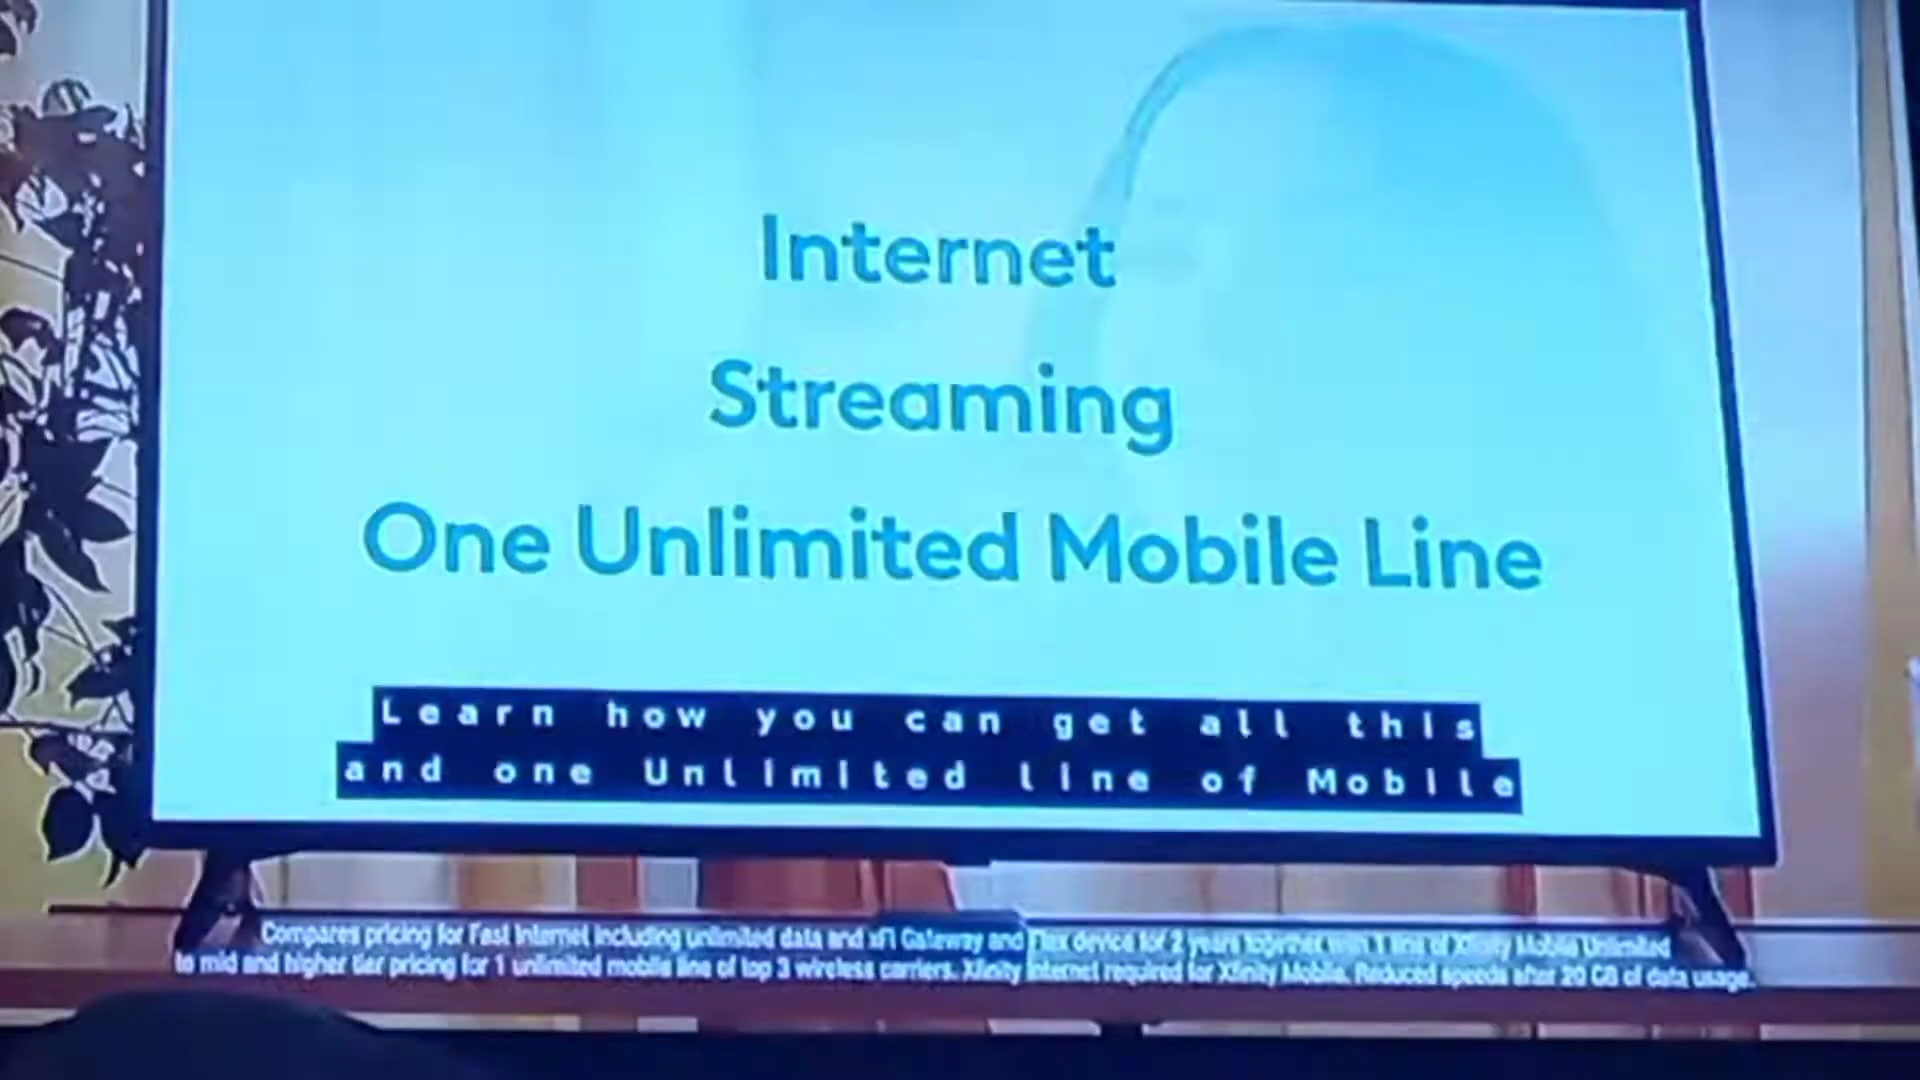 Internet
Streaming
One Unlimited Mobile Line
Learn how you can get all this
and one Unlimited line of Mobile
Compares pricing for Fast Internet including unlimited data and xFi Gateway and Flex device for 2 years together with 1 line of Xfinity Mobile Unlimited
to mid and higher tier pricing for 1 unlimited mobile line of top 3 wireless carriers. Xfinity Internet required for Xfinity Mobile. Reduced speeds after 20 GB of data usage.